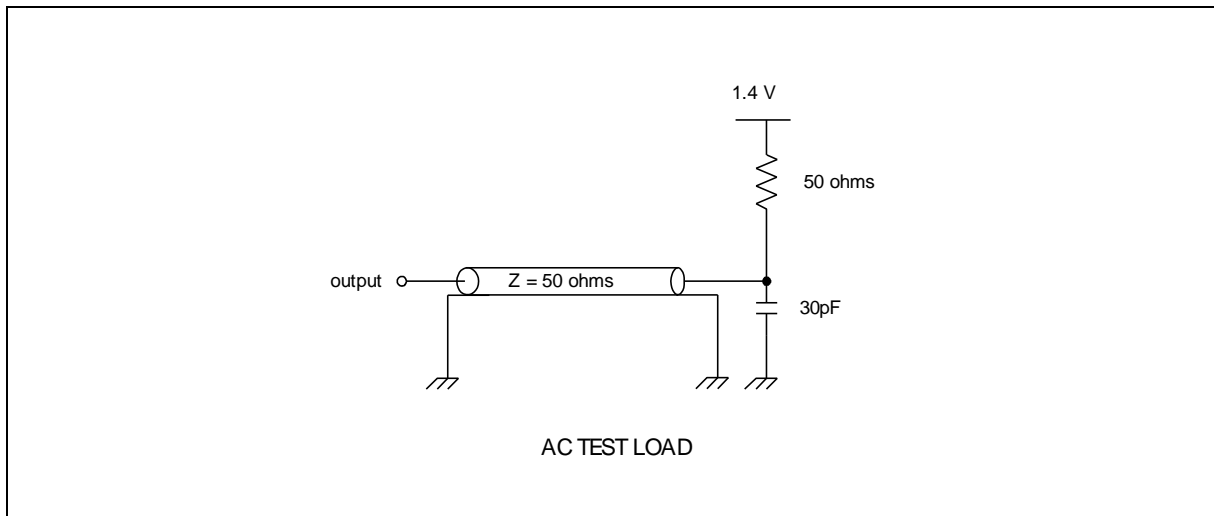 1.4 V
50 ohms
output
Z = 50 ohms
30pF
AC TEST LOAD